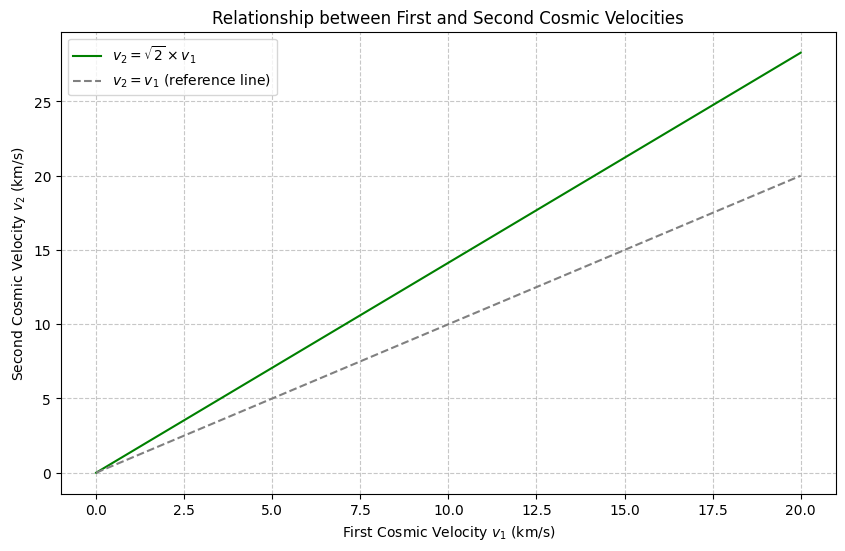 Relationship between First and Second Cosmic Velocities
v₂ = √2 × v₁
v₂ = v₁ (reference line)
Second Cosmic Velocity v₂ (km/s)
25
20
15
10
5
0
0.0 2.5 5.0 7.5 10.0 12.5 15.0 17.5 20.0
First Cosmic Velocity v₁ (km/s)